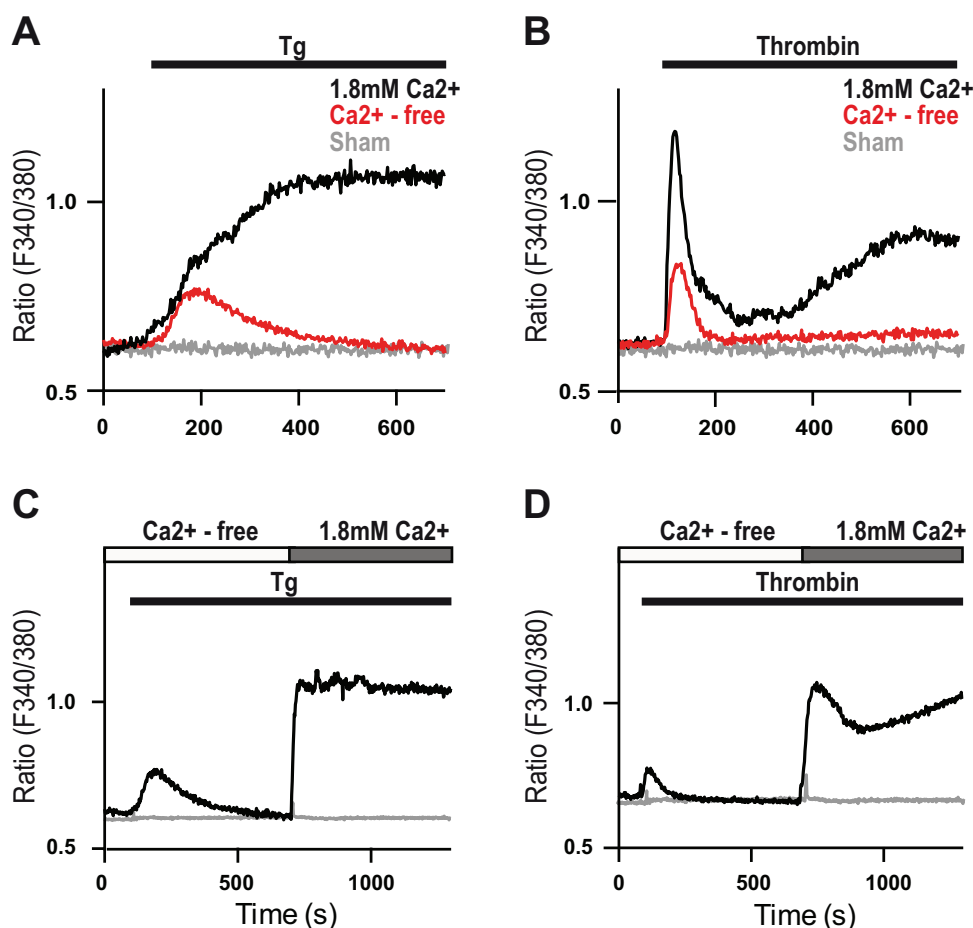 A
Tg
1.8mM Ca2+
Ca2+ - free
Sham
Ratio (F340/380)
1.0
0.5
0 200 400 600
B
Thrombin
1.8mM Ca2+
Ca2+ - free
Sham
Ratio (F340/380)
1.0
0.5
0 200 400 600
C
Ca2+ - free 1.8mM Ca2+
Tg
Ratio (F340/380)
1.0
0.5
0 500 1000
Time (s)
D
Ca2+ - free 1.8mM Ca2+
Thrombin
Ratio (F340/380)
1.0
0.5
0 500 1000
Time (s)